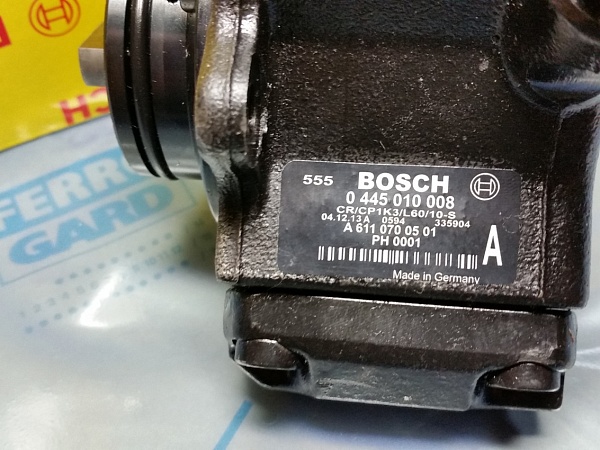 CH
FERRO
GARD
555 BOSCH
0 445 010 008
CR/CP1K3/L60/10-S
04.12.13 A 0594 335904
A 611 070 05 01
PH 0001
A
Made in Germany